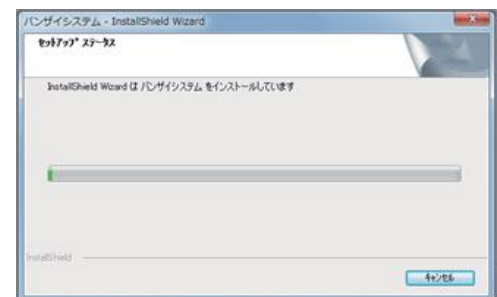 バンザイシステム - InstallShield Wizard
セットアップ ステータス
InstallShield Wizard は バンザイシステム をインストールしています
InstallShield
キャンセル